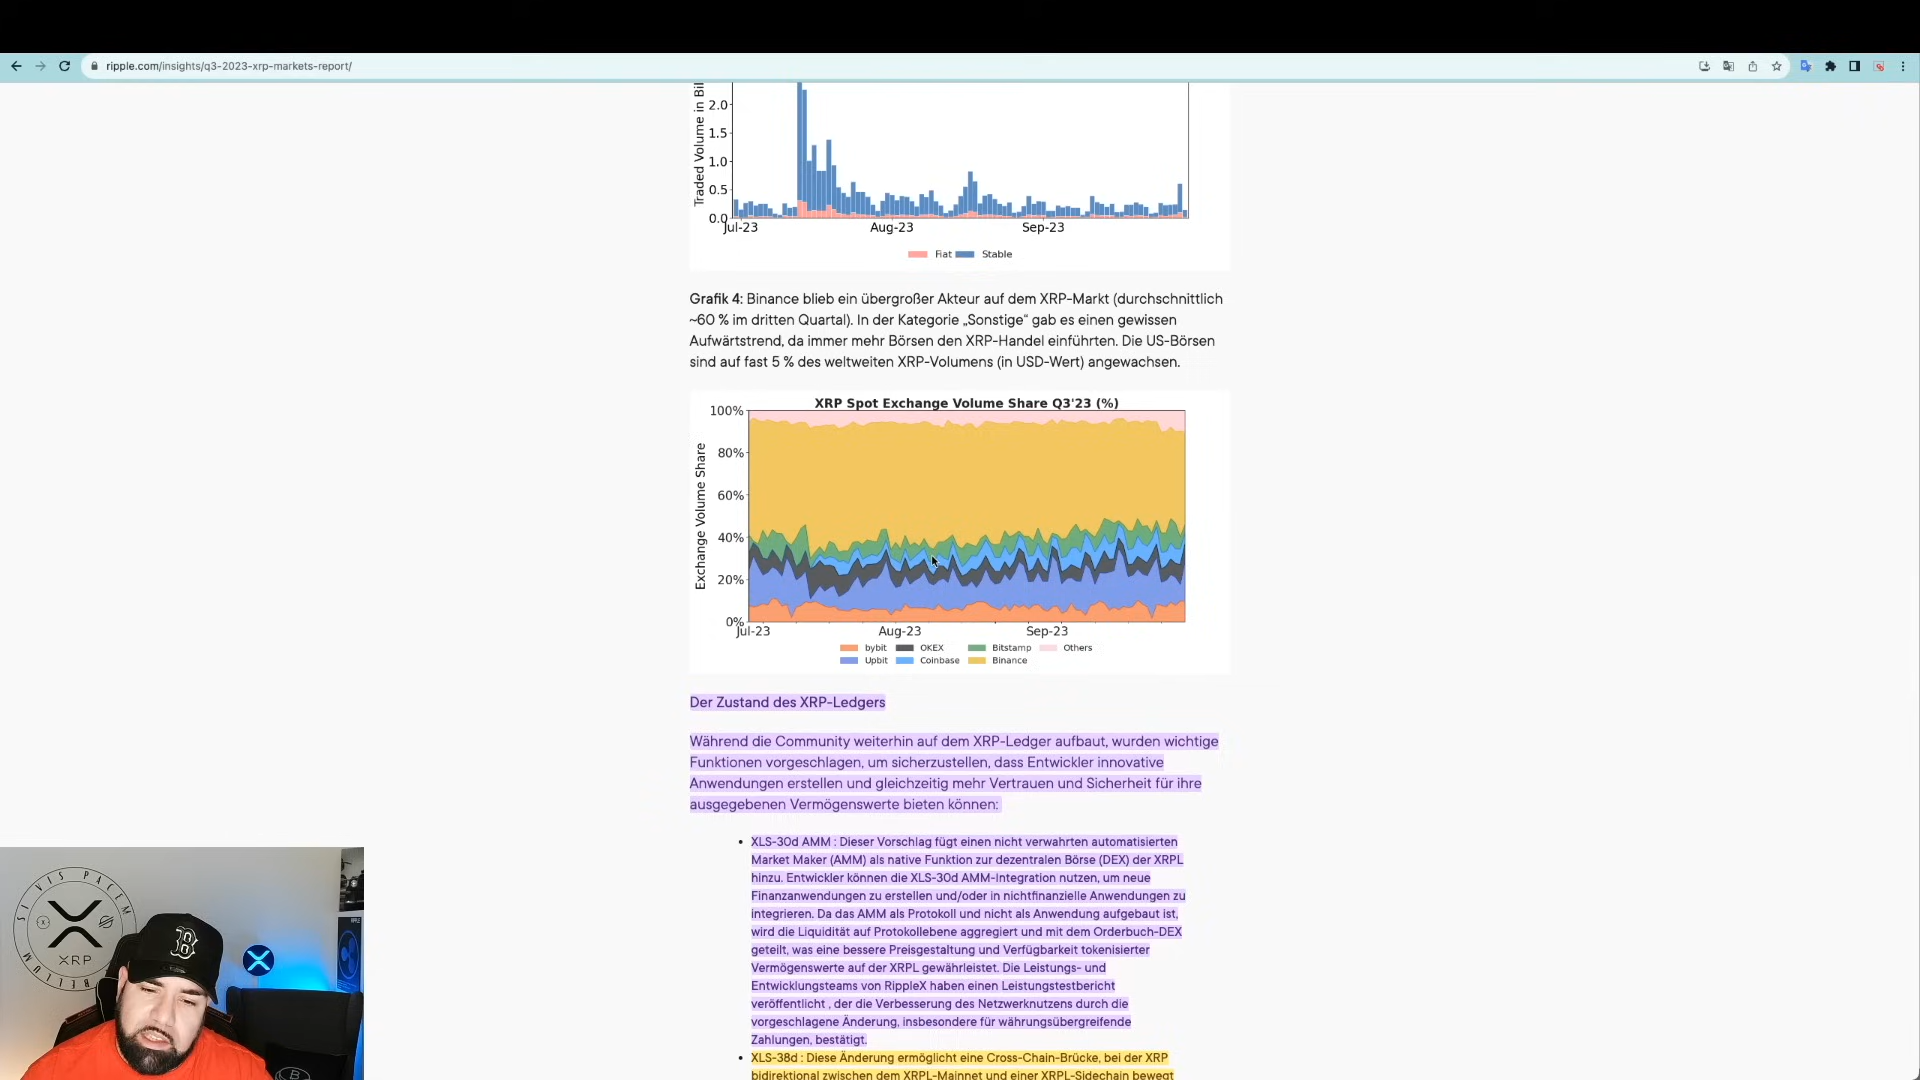 ripple.com/insights/q3-2023-xrp-markets-report/
Traded Volume in Bil
2.0
1.5
1.0
0.5
0.0
Jul-23
Aug-23
Sep-23
Fiat
Stable
Grafik 4: Binance blieb ein übergroßer Akteur auf dem XRP-Markt (durchschnittlich
~60 % im dritten Quartal). In der Kategorie „Sonstige“ gab es einen gewissen
Aufwärtstrend, da immer mehr Börsen den XRP-Handel einführten. Die US-Börsen
sind auf fast 5 % des weltweiten XRP-Volumens (in USD-Wert) angewachsen.
XRP Spot Exchange Volume Share Q3'23 (%)
Exchange Volume Share
100%
80%
60%
40%
20%
0%
Jul-23
Aug-23
Sep-23
bybit
OKEX
Bitstamp
Others
Upbit
Coinbase
Binance
Der Zustand des XRP-Ledgers
Während die Community weiterhin auf dem XRP-Ledger aufbaut, wurden wichtige
Funktionen vorgeschlagen, um sicherzustellen, dass Entwickler innovative
Anwendungen erstellen und gleichzeitig mehr Vertrauen und Sicherheit für ihre
ausgegebenen Vermögenswerte bieten können:
• XLS-30d AMM : Dieser Vorschlag fügt einen nicht verwahrten automatisierten
Market Maker (AMM) als native Funktion zur dezentralen Börse (DEX) der XRPL
hinzu. Entwickler können die XLS-30d AMM-Integration nutzen, um neue
Finanzanwendungen zu erstellen und/oder in nichtfinanzielle Anwendungen zu
integrieren. Da das AMM als Protokoll und nicht als Anwendung aufgebaut ist,
wird die Liquidität auf Protokollebene aggregiert und mit dem Orderbuch-DEX
geteilt, was eine bessere Preisgestaltung und Verfügbarkeit tokenisierter
Vermögenswerte auf der XRPL gewährleistet. Die Leistungs- und
Entwicklungsteams von RippleX haben einen Leistungstestbericht
veröffentlicht , der die Verbesserung des Netzwerknutzens durch die
vorgeschlagene Änderung, insbesondere für währungsübergreifende
Zahlungen, bestätigt.
• XLS-38d : Diese Änderung ermöglicht eine Cross-Chain-Brücke, bei der XRP
bidirektional zwischen dem XRPL-Mainnet und einer XRPL-Sidechain bewegt
SI VIS PACEM
XRP
BELLUM
B